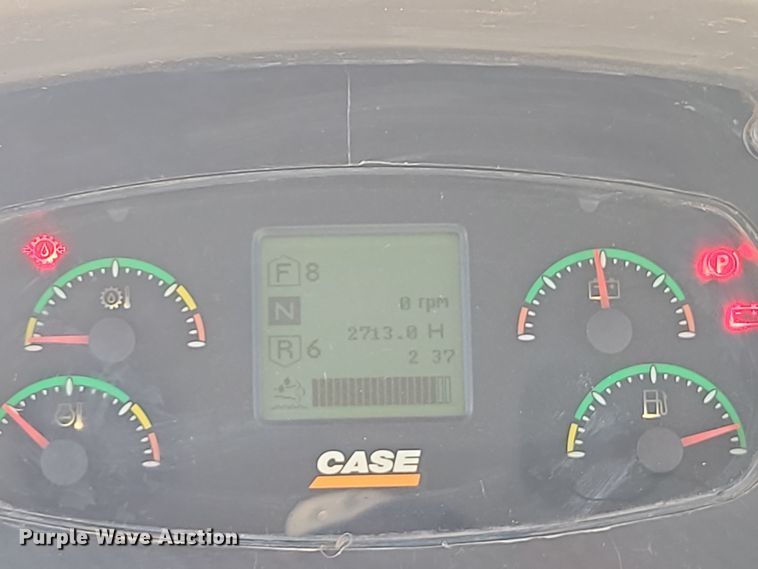 F 8
N
0 rpm
2713.0 H
R 6
2 37
P
CASE
Purple Wave Auction®